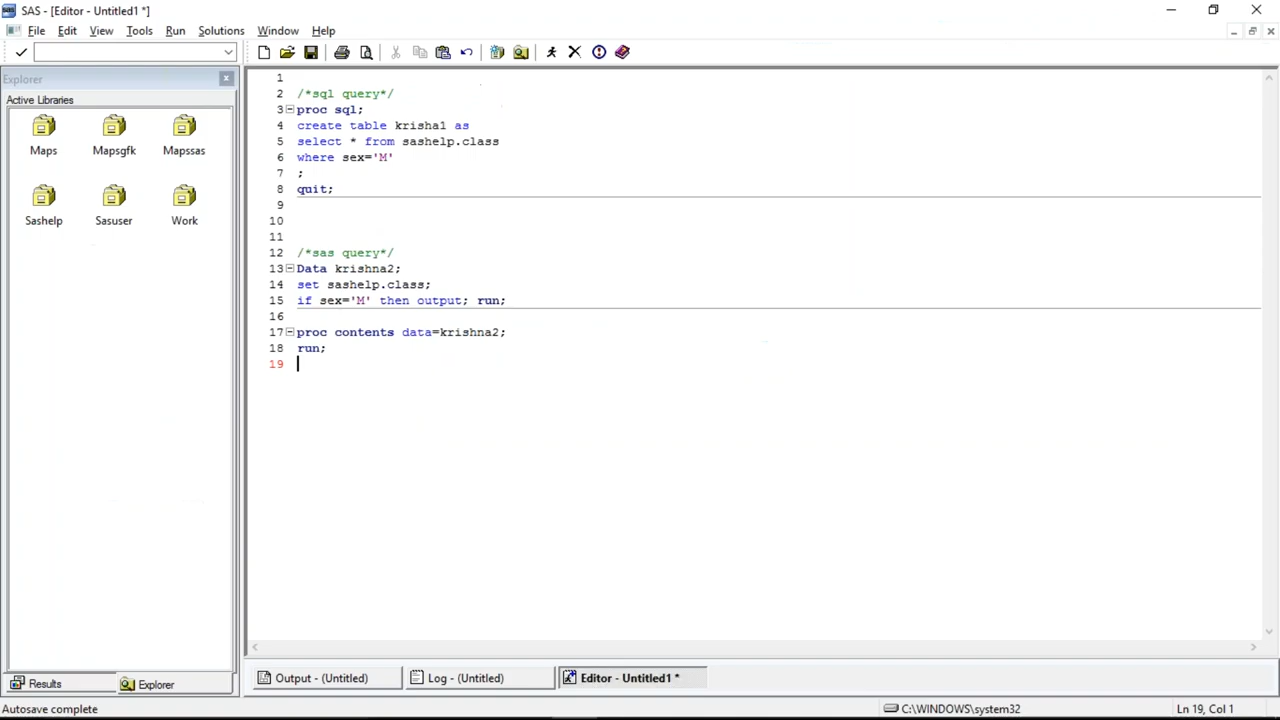 SAS - [Editor - Untitled1 *]
File Edit View Tools Run Solutions Window Help
Explorer x
Active Libraries
Maps Mapsgfk Mapssas
Sashelp Sasuser Work
1
2 /*sql query*/
3 proc sql;
4 create table krisha1 as
5 select * from sashelp.class
6 where sex='M'
7 ;
8 quit;
9
10
11
12 /*sas query*/
13 Data krishna2;
14 set sashelp.class;
15 if sex='M' then output; run;
16
17 proc contents data=krishna2;
18 run;
19
Results Explorer
Output - (Untitled) Log - (Untitled) Editor - Untitled1 *
Autosave complete C:\WINDOWS\system32 Ln 19, Col 1